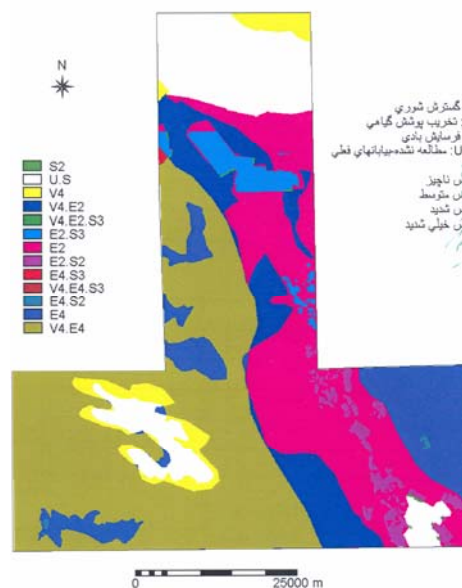 N
گسترش شوري
: تخريب پوشش گياهي
فرسايش بادي
U: مطالعه نشده-بيابانهاي فعلي
ناچيز
متوسط
شديد
خيلي شديد
S2
U.S
V4
V4.E2
V4.E2.S3
E2.S3
E2
E2.S2
E4.S3
V4.E4.S3
E4.S2
E4
V4.E4
0 25000 m